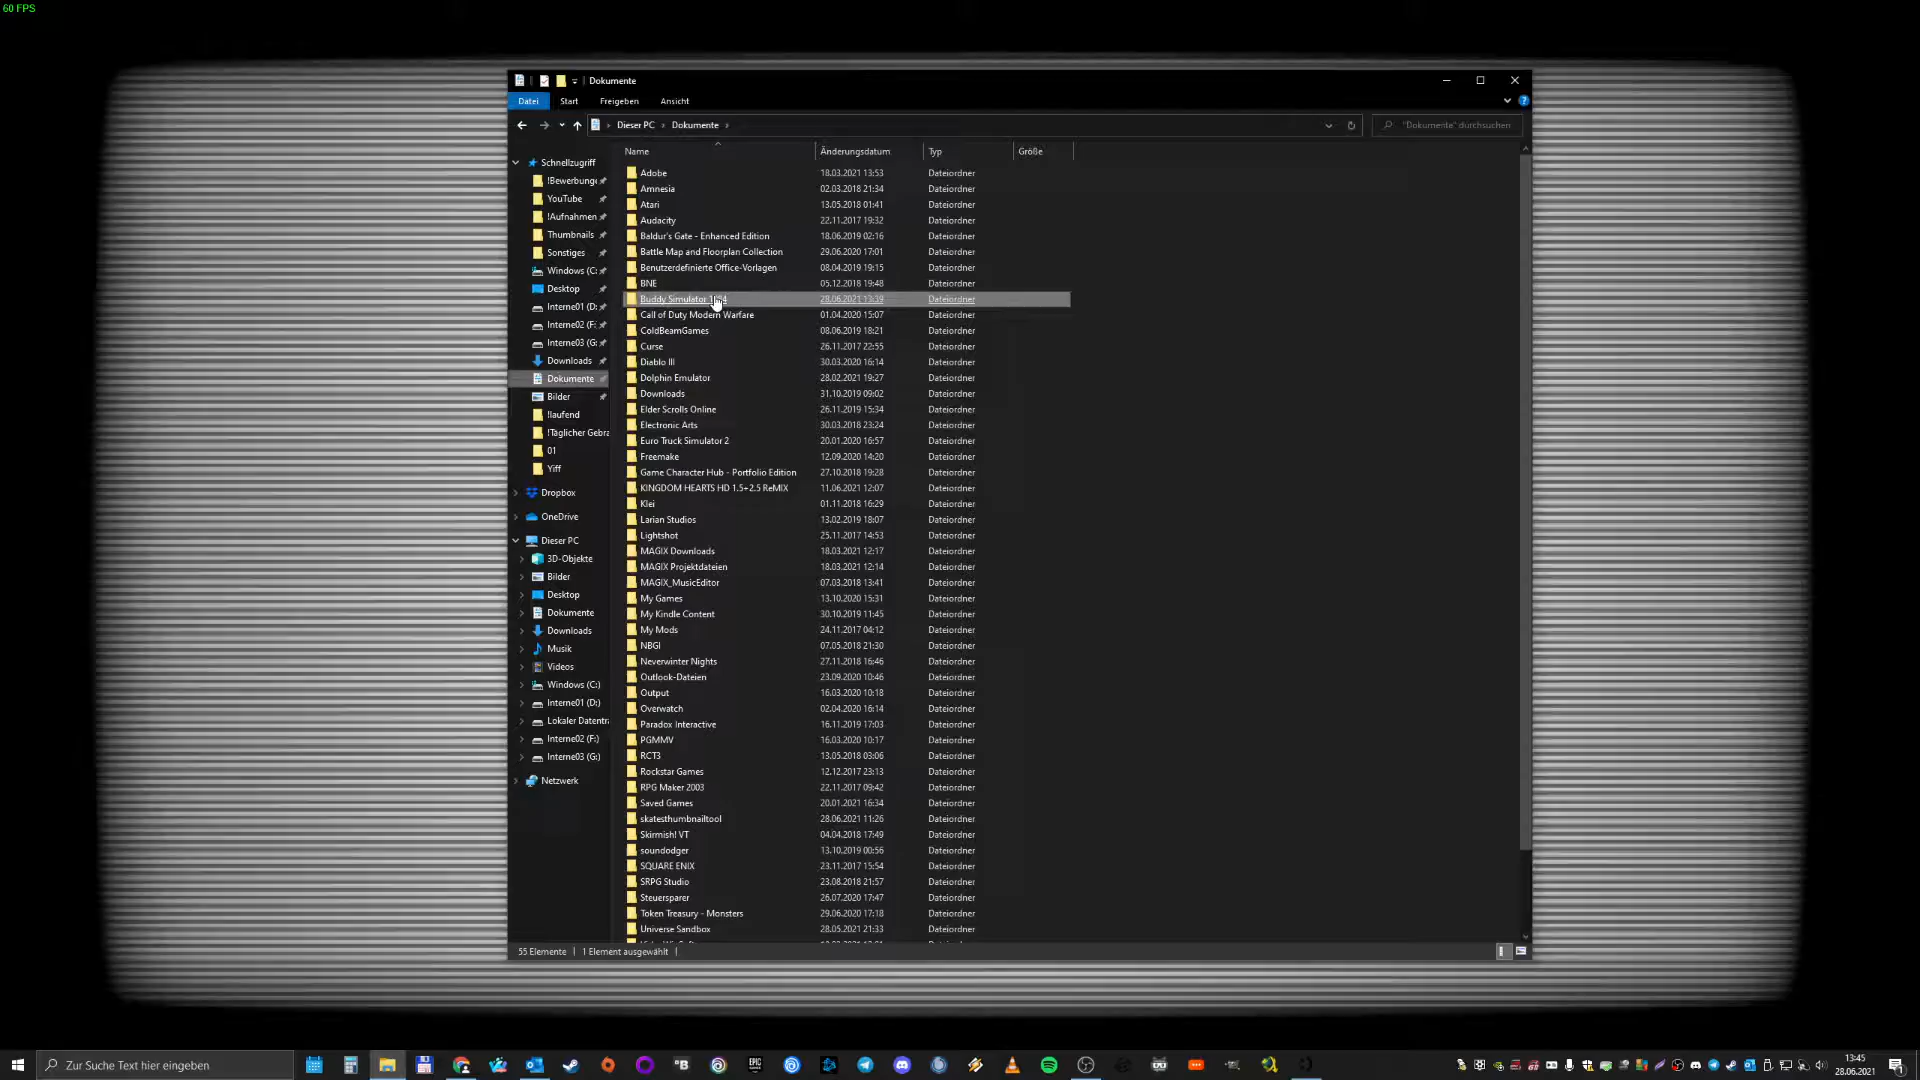 60 FPS
Dokumente
Datei Start Freigeben Ansicht
Dieser PC Dokumente "Dokumente" durchsuchen
Name Änderungsdatum Typ Größe
Schnellzugriff
!Bewerbung
YouTube
!Aufnahmen
Thumbnails
Sonstiges
Windows (C:
Desktop
Interne01 (D:
Interne02 (F:
Interne03 (G:
Downloads
Dokumente
Bilder
!laufend
!Täglicher Gebra
01
Yiff
Dropbox
OneDrive
Dieser PC
3D-Objekte
Bilder
Desktop
Dokumente
Downloads
Musik
Videos
Windows (C:)
Interne01 (D:)
Lokaler Datentr
Interne02 (F:)
Interne03 (G:)
Netzwerk
Adobe 18.03.2021 13:53 Dateiordner
Amnesia 02.03.2018 21:34 Dateiordner
Atari 13.05.2018 01:41 Dateiordner
Audacity 22.11.2017 19:32 Dateiordner
Baldur's Gate - Enhanced Edition 18.06.2019 02:16 Dateiordner
Battle Map and Floorplan Collection 29.06.2020 17:01 Dateiordner
Benutzerdefinierte Office-Vorlagen 08.04.2019 19:15 Dateiordner
BNE 05.12.2018 19:48 Dateiordner
Buddy Simulator 1984 28.06.2021 13:39 Dateiordner
Call of Duty Modern Warfare 01.04.2020 15:07 Dateiordner
ColdBeamGames 08.06.2019 18:21 Dateiordner
Curse 26.11.2017 22:55 Dateiordner
Diablo III 30.03.2020 16:14 Dateiordner
Dolphin Emulator 28.02.2021 19:27 Dateiordner
Downloads 31.10.2019 09:02 Dateiordner
Elder Scrolls Online 26.11.2019 15:34 Dateiordner
Electronic Arts 30.03.2018 23:24 Dateiordner
Euro Truck Simulator 2 20.01.2020 16:57 Dateiordner
Freemake 12.09.2020 14:20 Dateiordner
Game Character Hub - Portfolio Edition 27.10.2018 19:28 Dateiordner
KINGDOM HEARTS HD 1.5+2.5 ReMIX 11.06.2021 12:07 Dateiordner
Klei 01.11.2018 16:29 Dateiordner
Larian Studios 13.02.2019 18:07 Dateiordner
Lightshot 25.11.2017 14:53 Dateiordner
MAGIX Downloads 18.03.2021 12:17 Dateiordner
MAGIX Projektdateien 18.03.2021 12:14 Dateiordner
MAGIX_MusicEditor 07.03.2018 13:41 Dateiordner
My Games 13.10.2020 15:31 Dateiordner
My Kindle Content 30.10.2019 11:45 Dateiordner
My Mods 24.11.2017 04:12 Dateiordner
NBGI 07.05.2018 21:30 Dateiordner
Neverwinter Nights 27.11.2018 16:46 Dateiordner
Outlook-Dateien 23.09.2020 10:46 Dateiordner
Output 16.03.2020 10:18 Dateiordner
Overwatch 02.04.2020 16:14 Dateiordner
Paradox Interactive 16.11.2019 17:03 Dateiordner
PGMMV 16.03.2020 10:17 Dateiordner
RCT3 13.05.2018 03:06 Dateiordner
Rockstar Games 12.12.2017 23:13 Dateiordner
RPG Maker 2003 22.11.2017 09:42 Dateiordner
Saved Games 20.01.2021 16:34 Dateiordner
skatesthumbnailtool 28.06.2021 11:26 Dateiordner
Skirmish! VT 04.04.2018 17:49 Dateiordner
soundodger 13.10.2019 00:56 Dateiordner
SQUARE ENIX 23.11.2017 15:54 Dateiordner
SRPG Studio 23.08.2018 21:57 Dateiordner
Steuersparer 26.07.2020 17:47 Dateiordner
Token Treasury - Monsters 29.06.2020 17:18 Dateiordner
Universe Sandbox 28.05.2021 21:33 Dateiordner
55 Elemente 1 Element ausgewählt
Zur Suche Text hier eingeben
13:45
28.06.2021